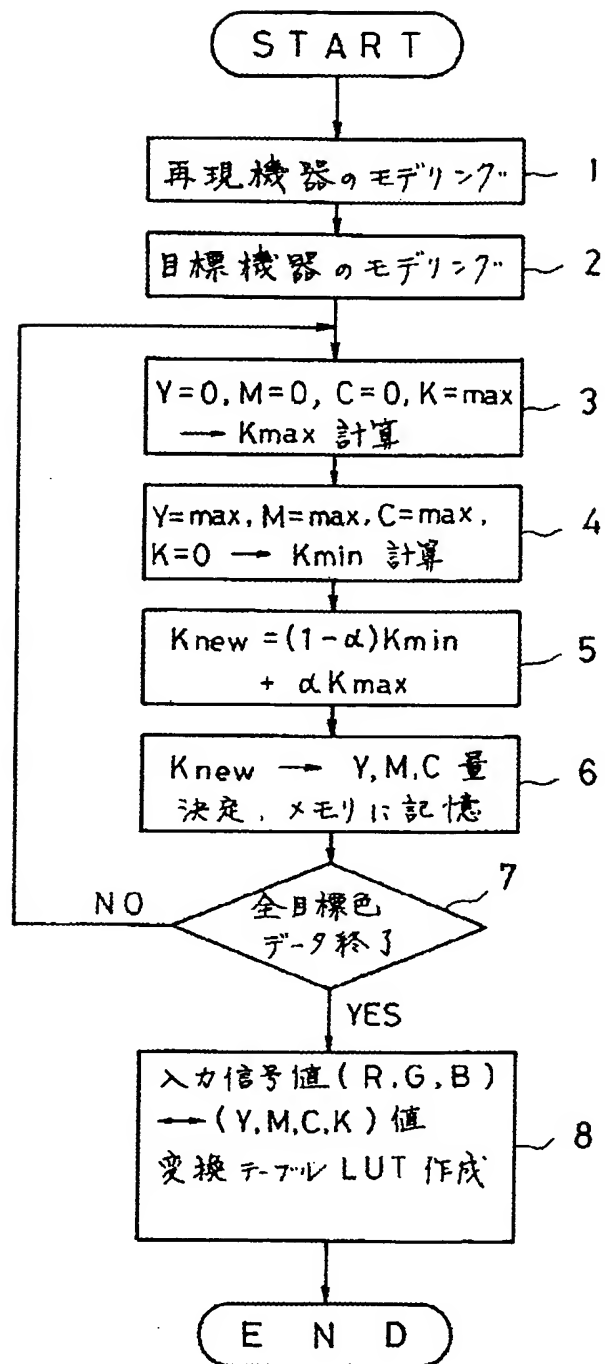 START
再現機器のモデリング 1
目標機器のモデリング 2
Y=0, M=0, C=0, K=max 3
→ Kmax 計算
Y=max, M=max, C=max, 4
K=0 → Kmin 計算
Knew =(1-α)Kmin 5
+ αKmax
Knew → Y,M,C 量 6
決定、メモリに記憶
7
NO
全目標色
データ終了
YES
入力信号値(R,G,B)
↔(Y,M,C,K)値 8
変換テーブルLUT作成
END